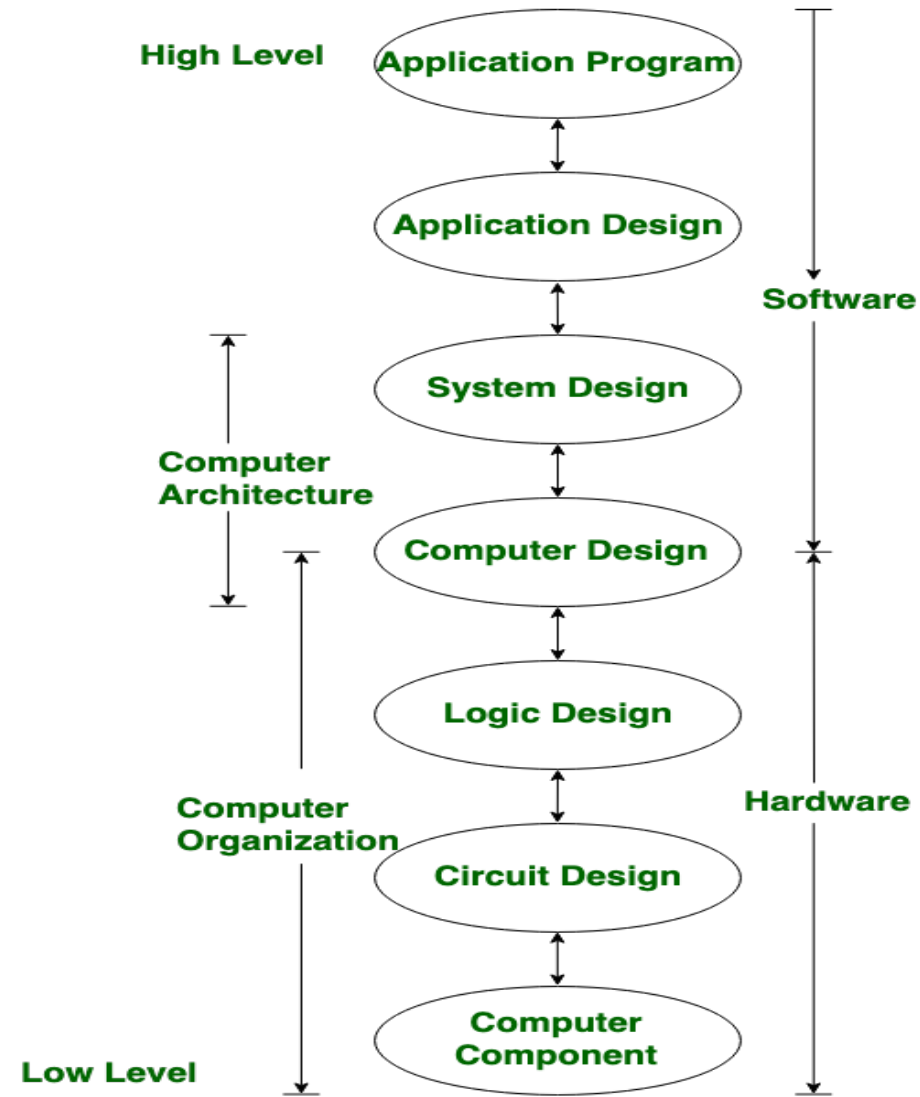 High Level
Application Program
Application Design
Software
System Design
Computer
Architecture
Computer Design
Logic Design
Computer
Organization
Hardware
Circuit Design
Computer
Component
Low Level